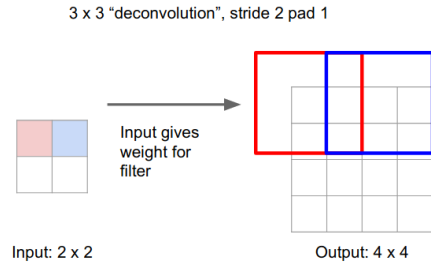 3 x 3 “deconvolution”, stride 2 pad 1
Input gives
weight for
filter
Input: 2 x 2
Output: 4 x 4